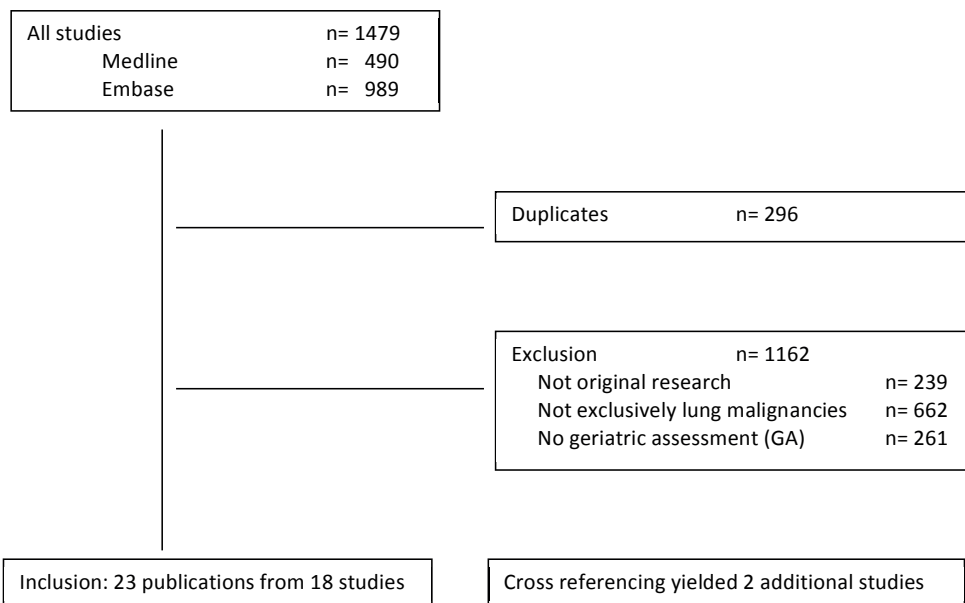 All studies n= 1479
Medline n= 490
Embase n= 989
Duplicates n= 296
Exclusion n= 1162
Not original research n= 239
Not exclusively lung malignancies n= 662
No geriatric assessment (GA) n= 261
Inclusion: 23 publications from 18 studies
Cross referencing yielded 2 additional studies